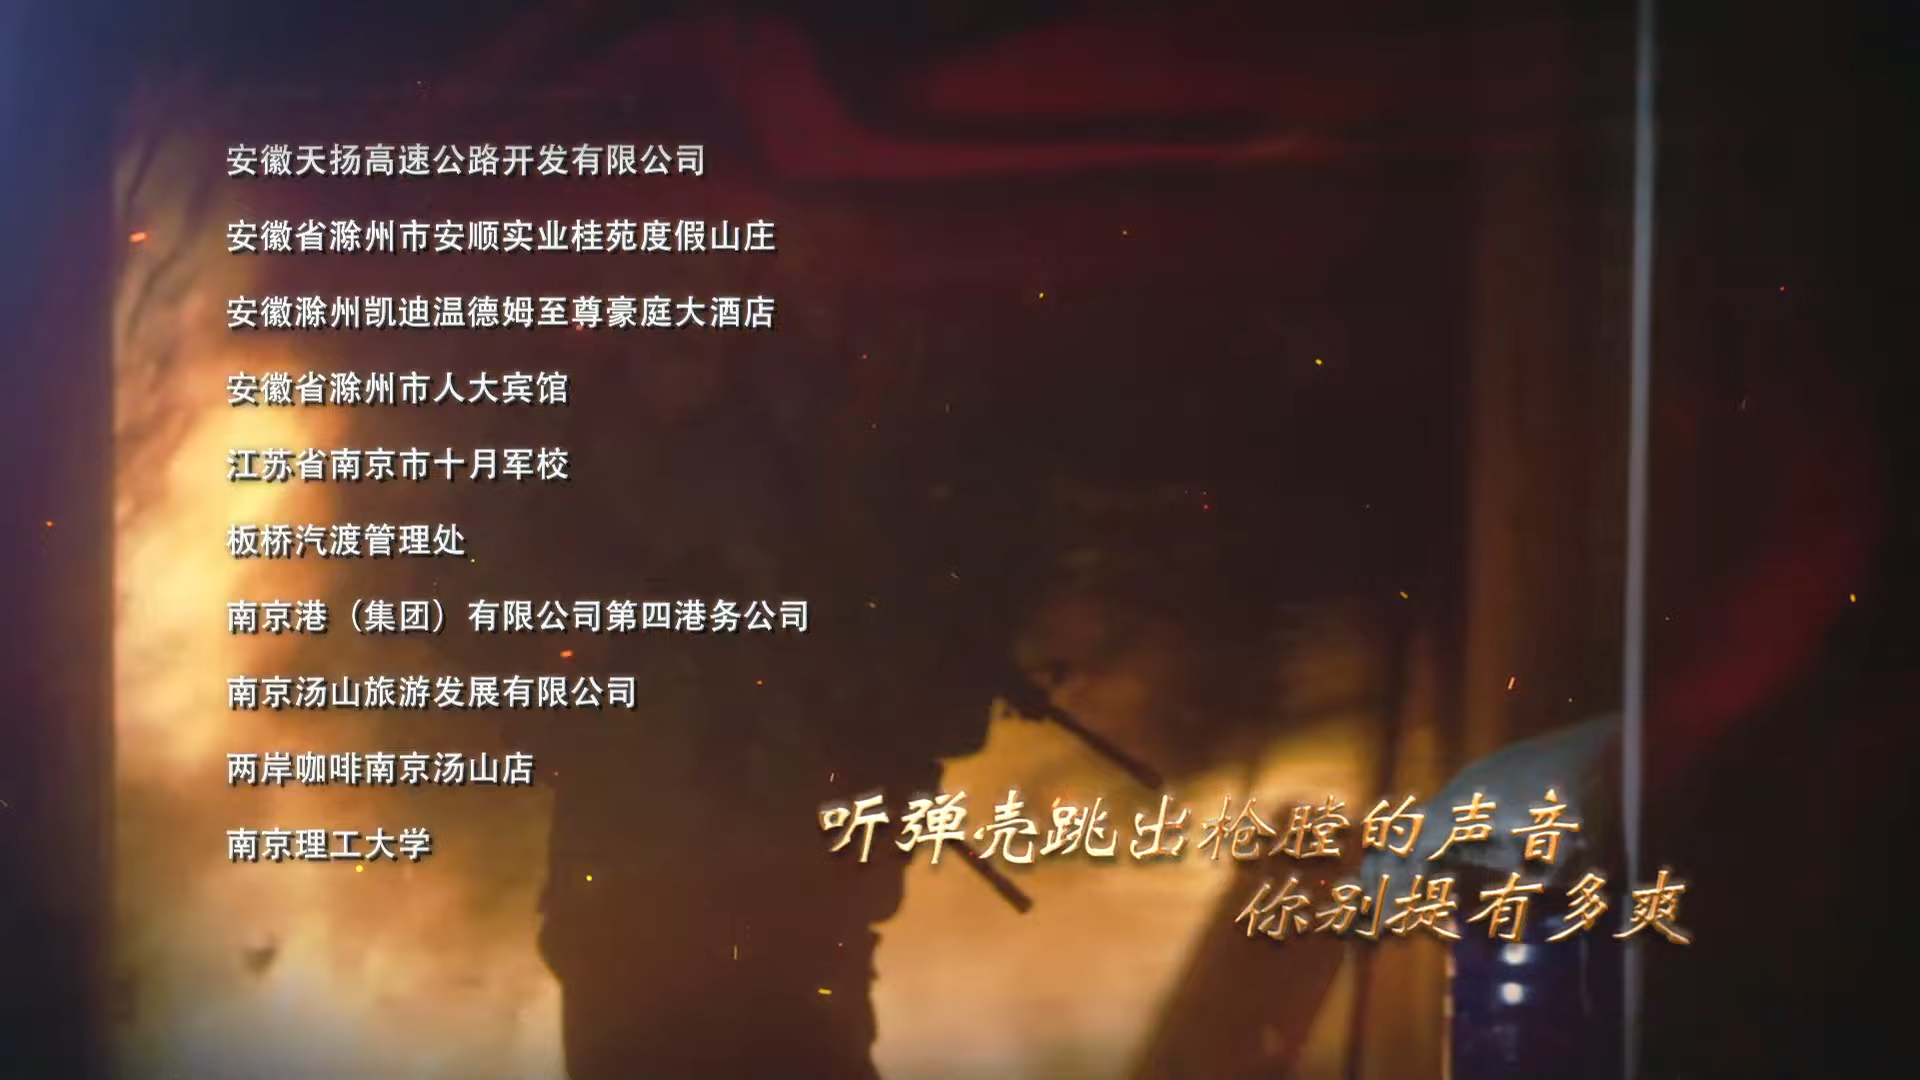 安徽天扬高速公路开发有限公司
安徽省滁州市安顺实业桂苑度假山庄
安徽滁州凯迪温德姆至尊豪庭大酒店
安徽省滁州市人大宾馆
江苏省南京市十月军校
板桥汽渡管理处
南京港（集团）有限公司第四港务公司
南京汤山旅游发展有限公司
两岸咖啡南京汤山店
南京理工大学
听弹壳跳出枪膛的声音
你别提有多爽